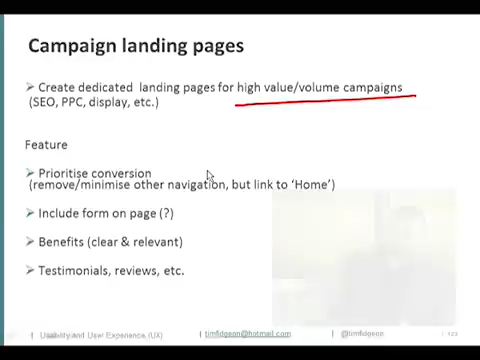 Campaign landing pages
➢ Create dedicated landing pages for high value/volume campaigns
(SEO, PPC, display, etc.)
Feature
➢ Prioritise conversion
(remove/minimise other navigation, but link to 'Home')
➢ Include form on page (?)
➢ Benefits (clear & relevant)
➢ Testimonials, reviews, etc.
| Usability and User Experience (UX) | timfidgeon@hotmail.com | @timfidgeon | 123